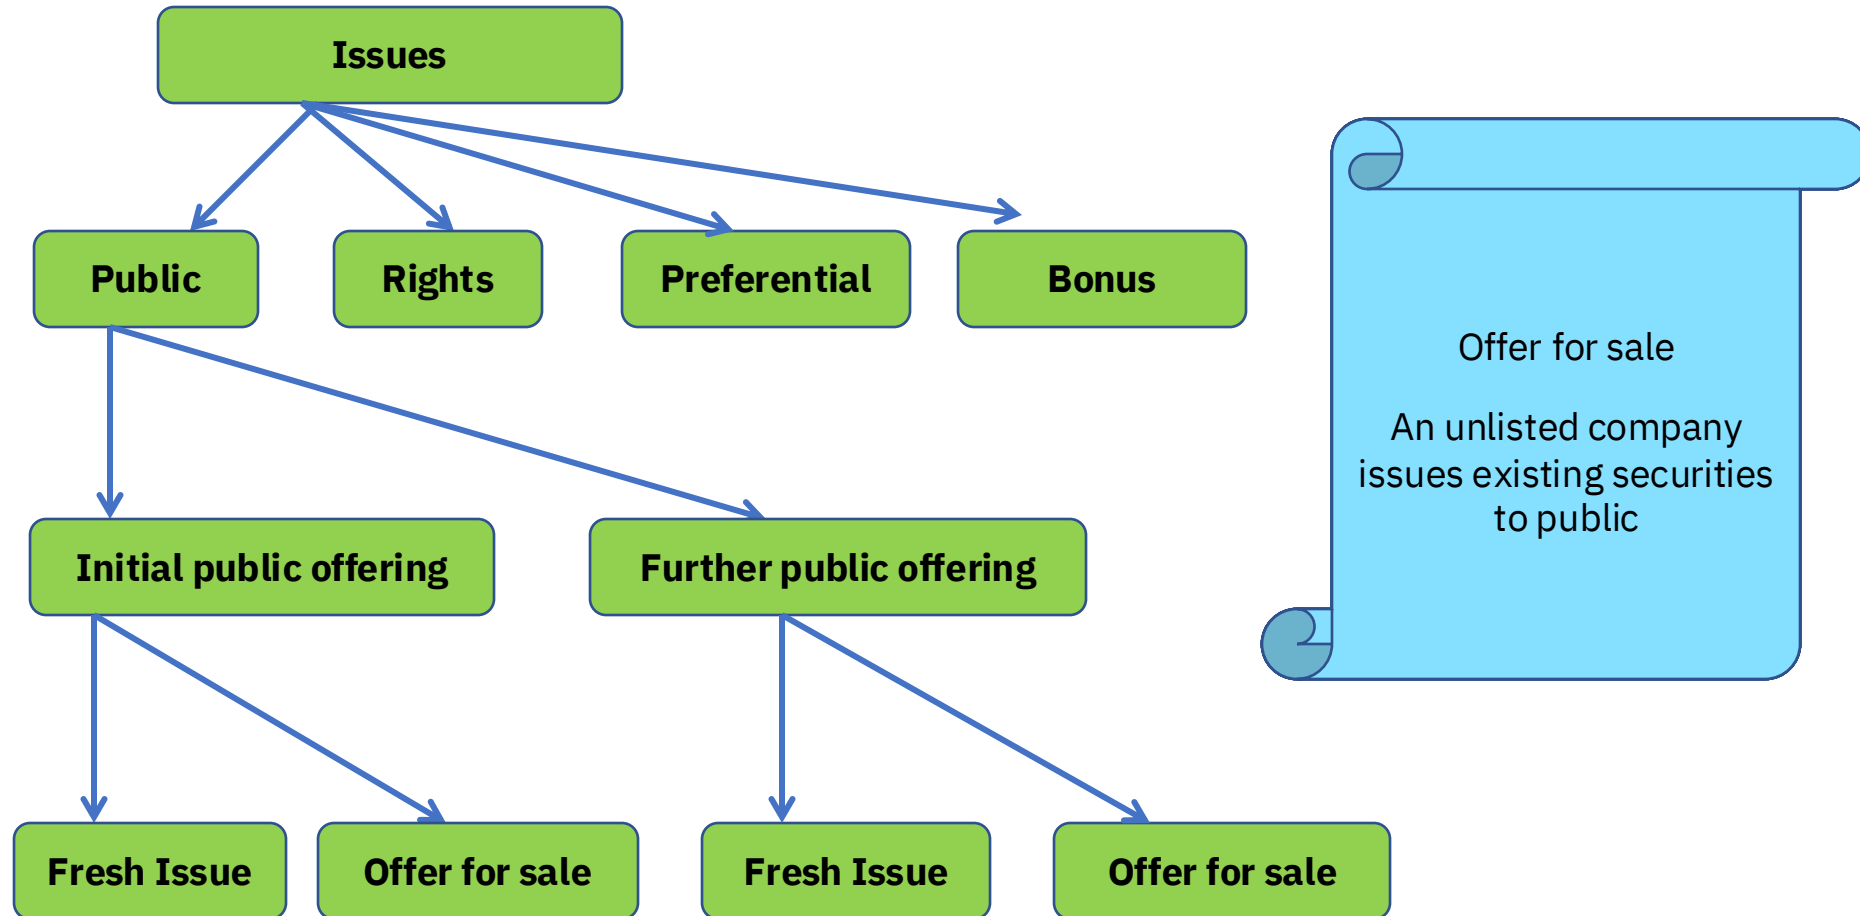 Issues
Public
Rights
Preferential
Bonus
Initial public offering
Further public offering
Fresh Issue
Offer for sale
Fresh Issue
Offer for sale
Offer for sale
An unlisted company
issues existing securities
to public